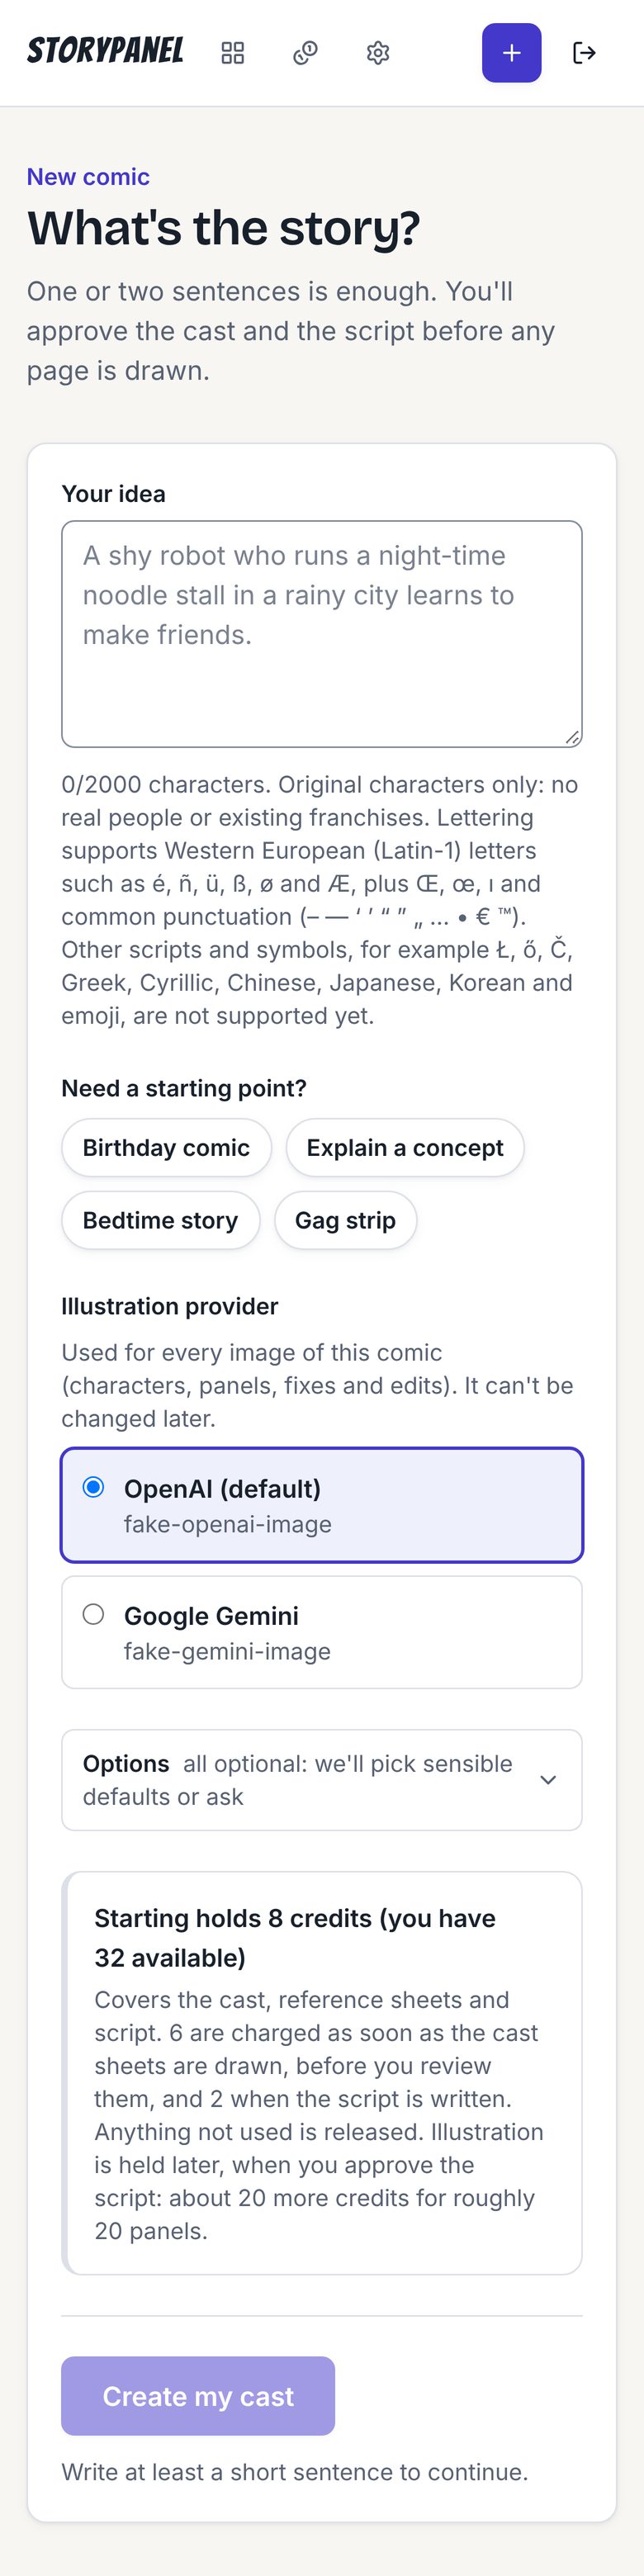 STORYPANEL
New comic
What's the story?
One or two sentences is enough. You'll
approve the cast and the script before any
page is drawn.
Your idea
A shy robot who runs a night-time
noodle stall in a rainy city learns to
make friends.
0/2000 characters. Original characters only: no
real people or existing franchises. Lettering
supports Western European (Latin-1) letters
such as é, ñ, ü, ß, ø and Æ, plus Œ, œ, ı and
common punctuation (– — ‘ ’ “ ” „ … • € ™).
Other scripts and symbols, for example Ł, ő, Č,
Greek, Cyrillic, Chinese, Japanese, Korean and
emoji, are not supported yet.
Need a starting point?
Birthday comic Explain a concept
Bedtime story Gag strip
Illustration provider
Used for every image of this comic
(characters, panels, fixes and edits). It can't be
changed later.
OpenAI (default)
fake-openai-image
Google Gemini
fake-gemini-image
Options all optional: we'll pick sensible
defaults or ask
Starting holds 8 credits (you have
32 available)
Covers the cast, reference sheets and
script. 6 are charged as soon as the cast
sheets are drawn, before you review
them, and 2 when the script is written.
Anything not used is released. Illustration
is held later, when you approve the
script: about 20 more credits for roughly
20 panels.
Create my cast
Write at least a short sentence to continue.